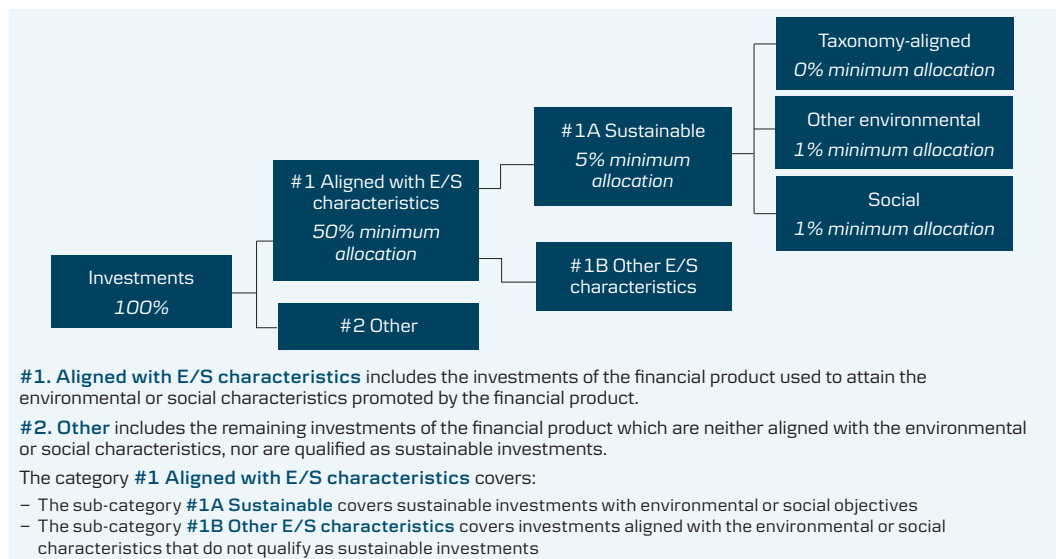 Taxonomy-aligned
0% minimum allocation
#1A Sustainable
5% minimum
allocation
Other environmental
1% minimum allocation
#1 Aligned with E/S
characteristics
50% minimum
allocation
Social
1% minimum allocation
#1B Other E/S
characteristics
Investments
100%
#2 Other
#1. Aligned with E/S characteristics includes the investments of the financial product used to attain the
environmental or social characteristics promoted by the financial product.
#2. Other includes the remaining investments of the financial product which are neither aligned with the environmental
or social characteristics, nor are qualified as sustainable investments.
The category #1 Aligned with E/S characteristics covers:
– The sub-category #1A Sustainable covers sustainable investments with environmental or social objectives
– The sub-category #1B Other E/S characteristics covers investments aligned with the environmental or social
characteristics that do not qualify as sustainable investments